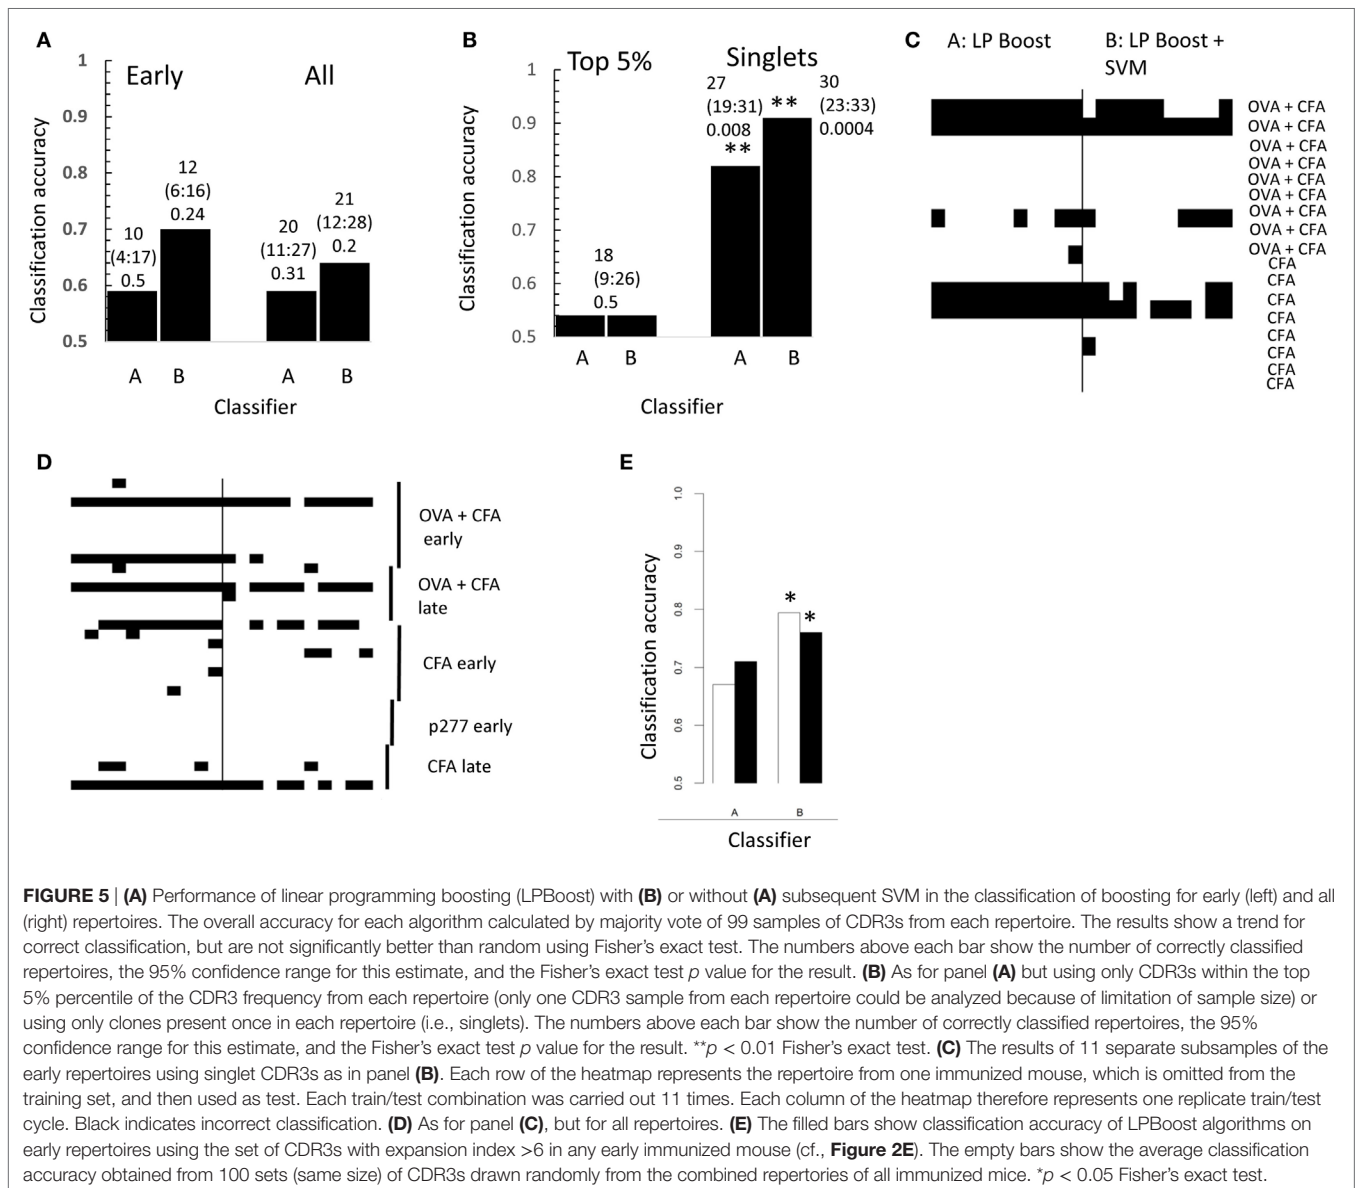 A
Early
All
1
0.9
0.8
0.7
0.6
0.5
Classification accuracy
10
(4:17)
0.5
12
(6:16)
0.24
20
(11:27)
0.31
21
(12:28)
0.2
A B A B
Classifier
B
Top 5%
Singlets
1
0.9
0.8
0.7
0.6
0.5
Classification accuracy
18
(9:26)
0.5
27
(19:31)
0.008
**
**
30
(23:33)
0.0004
A B A B
Classifier
C
A: LP Boost
B: LP Boost +
SVM
OVA + CFA
OVA + CFA
OVA + CFA
OVA + CFA
OVA + CFA
OVA + CFA
OVA + CFA
OVA + CFA
OVA + CFA
CFA
CFA
CFA
CFA
CFA
CFA
CFA
CFA
D
OVA + CFA
early
OVA + CFA
late
CFA early
p277 early
CFA late
E
1.0
0.9
0.8
0.7
0.6
0.5
Classification accuracy
*
*
A B
Classifier
FIGURE 5 | (A) Performance of linear programming boosting (LPBoost) with (B) or without (A) subsequent SVM in the classification of boosting for early (left) and all
(right) repertoires. The overall accuracy for each algorithm calculated by majority vote of 99 samples of CDR3s from each repertoire. The results show a trend for
correct classification, but are not significantly better than random using Fisher's exact test. The numbers above each bar show the number of correctly classified
repertoires, the 95% confidence range for this estimate, and the Fisher's exact test p value for the result. (B) As for panel (A) but using only CDR3s within the top
5% percentile of the CDR3 frequency from each repertoire (only one CDR3 sample from each repertoire could be analyzed because of limitation of sample size) or
using only clones present once in each repertoire (i.e., singlets). The numbers above each bar show the number of correctly classified repertoires, the 95%
confidence range for this estimate, and the Fisher's exact test p value for the result. **p < 0.01 Fisher's exact test. (C) The results of 11 separate subsamples of the
early repertoires using singlet CDR3s as in panel (B). Each row of the heatmap represents the repertoire from one immunized mouse, which is omitted from the
training set, and then used as test. Each train/test combination was carried out 11 times. Each column of the heatmap therefore represents one replicate train/test
cycle. Black indicates incorrect classification. (D) As for panel (C), but for all repertoires. (E) The filled bars show classification accuracy of LPBoost algorithms on
early repertoires using the set of CDR3s with expansion index >6 in any early immunized mouse (cf., Figure 2E). The empty bars show the average classification
accuracy obtained from 100 sets (same size) of CDR3s drawn randomly from the combined repertories of all immunized mice. *p < 0.05 Fisher's exact test.